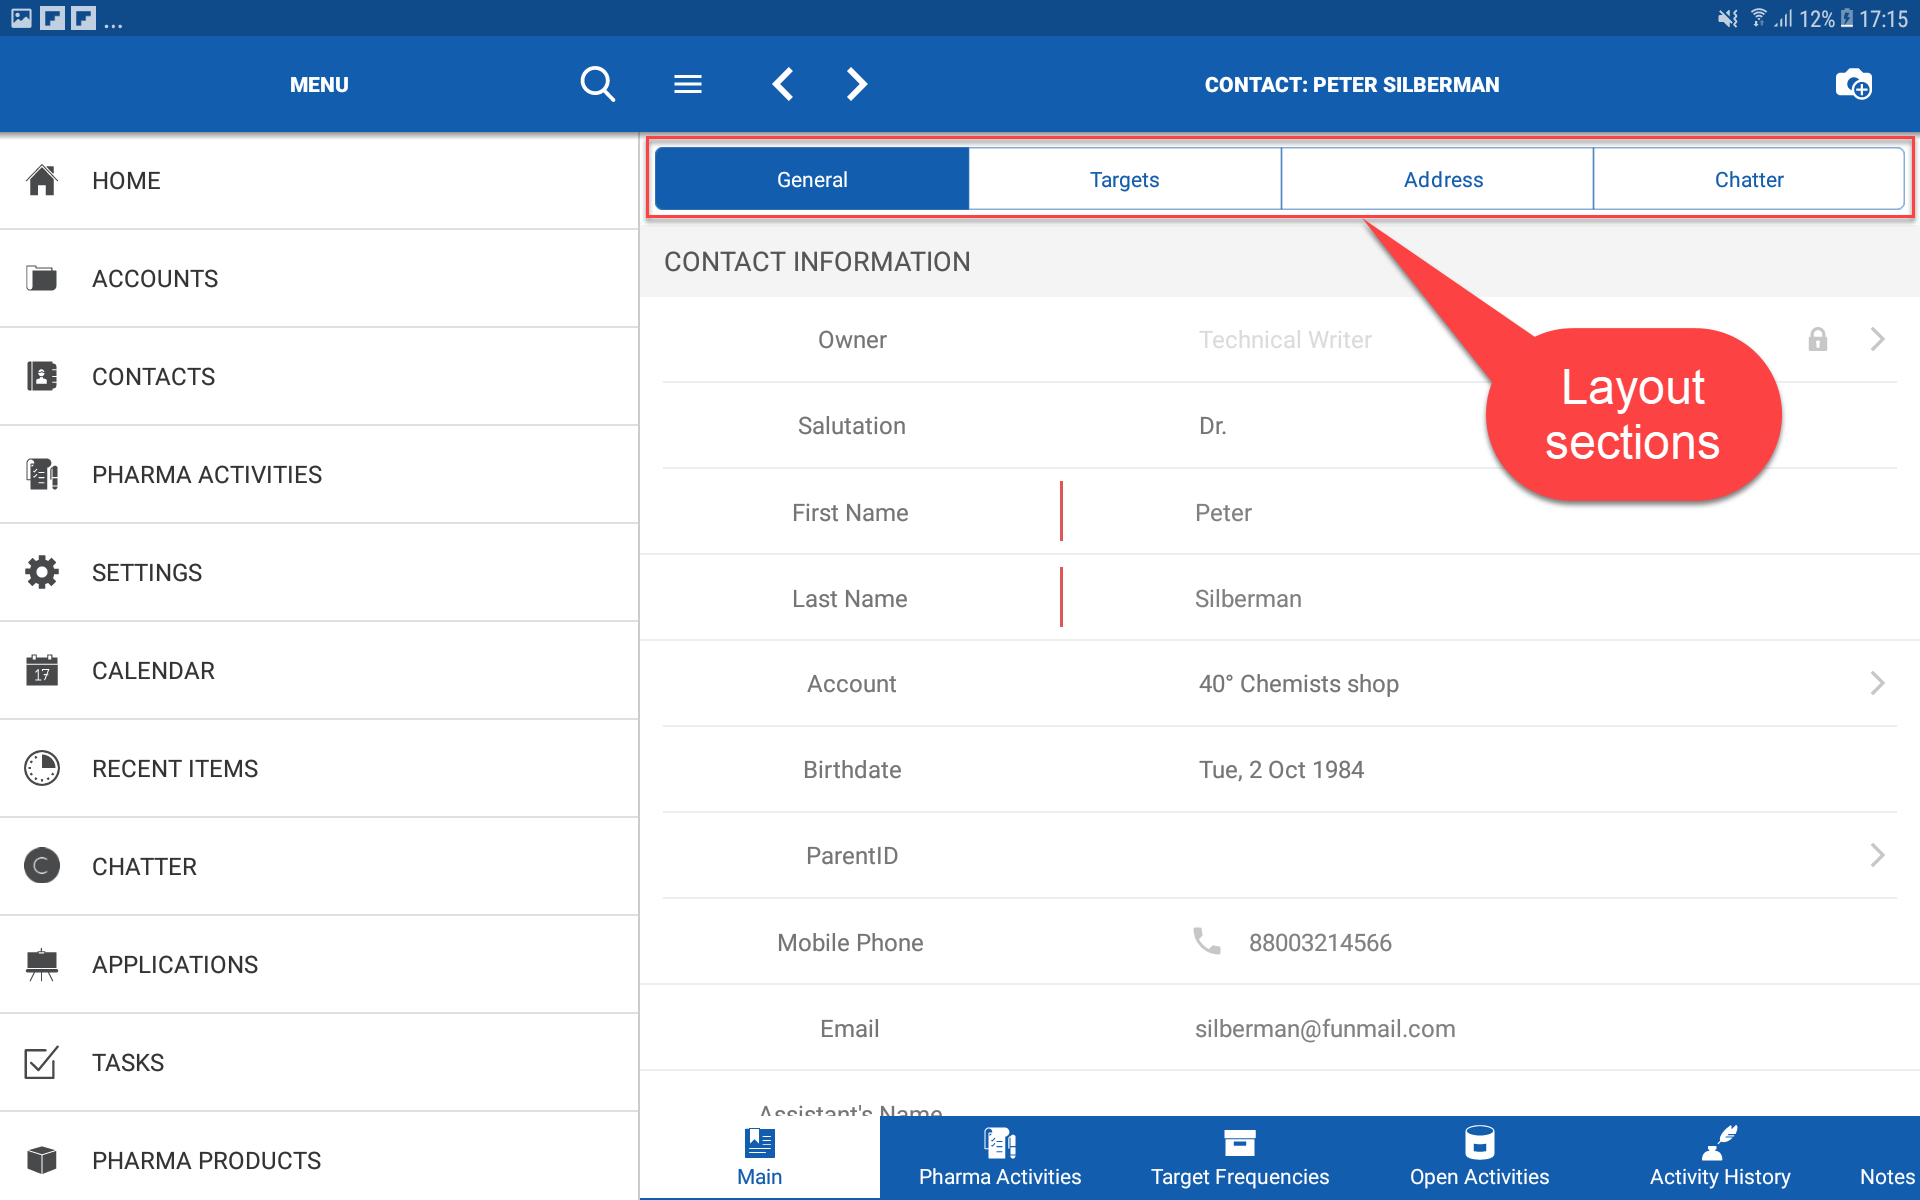 ... 12% 17:15
MENU
CONTACT: PETER SILBERMAN
HOME
ACCOUNTS
CONTACTS
PHARMA ACTIVITIES
SETTINGS
17
CALENDAR
RECENT ITEMS
C
CHATTER
APPLICATIONS
TASKS
PHARMA PRODUCTS
General Targets Address Chatter
CONTACT INFORMATION
Owner Technical Writer
Salutation Dr.
First Name Peter
Last Name Silberman
Account 40° Chemists shop
Birthdate Tue, 2 Oct 1984
ParentID
Mobile Phone 88003214566
Email silberman@funmail.com
Assistant's Name
Layout
sections
Main Pharma Activities Target Frequencies Open Activities Activity History Notes